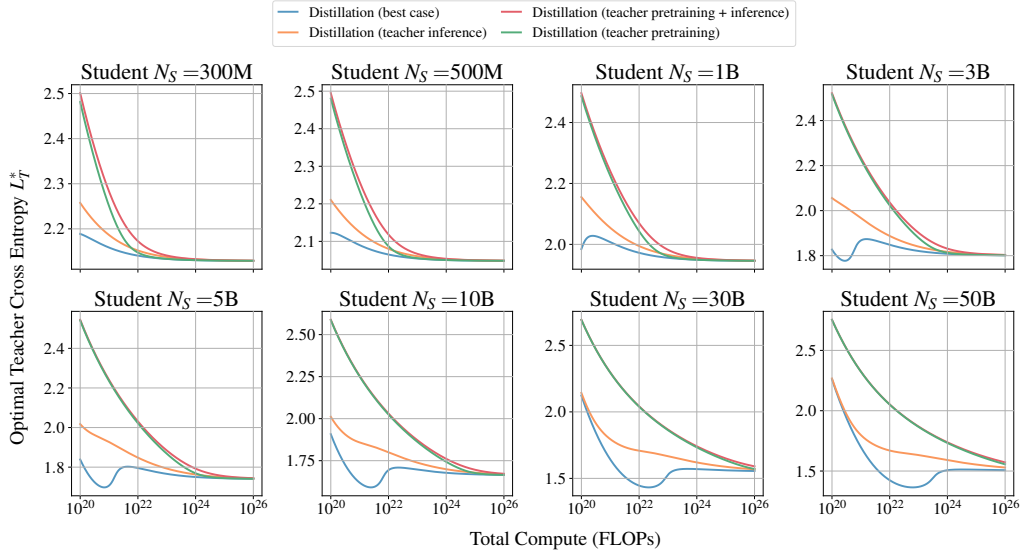 Distillation (best case)
Distillation (teacher inference)
Distillation (teacher pretraining + inference)
Distillation (teacher pretraining)
Student N_S =300M
Student N_S =500M
Student N_S =1B
Student N_S =3B
2.5
2.4
2.3
2.2
2.5
2.4
2.3
2.2
2.1
2.4
2.2
2.0
2.4
2.2
2.0
1.8
Student N_S =5B
Student N_S =10B
Student N_S =30B
Student N_S =50B
2.4
2.2
2.0
1.8
2.50
2.25
2.00
1.75
2.5
2.0
1.5
2.5
2.0
1.5
10^20 10^22 10^24 10^26
10^20 10^22 10^24 10^26
10^20 10^22 10^24 10^26
10^20 10^22 10^24 10^26
Optimal Teacher Cross Entropy L*_T
Total Compute (FLOPs)